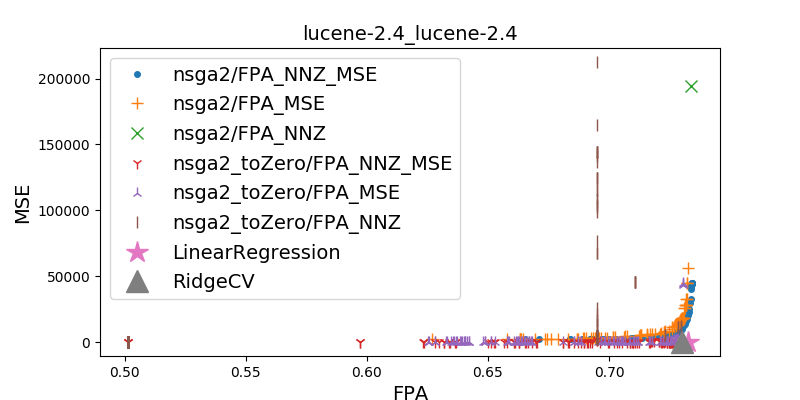 lucene-2.4_lucene-2.4
200000
150000
100000
50000
0
MSE
nsga2/FPA_NNZ_MSE
nsga2/FPA_MSE
nsga2/FPA_NNZ
nsga2_toZero/FPA_NNZ_MSE
nsga2_toZero/FPA_MSE
nsga2_toZero/FPA_NNZ
LinearRegression
RidgeCV
0.50 0.55 0.60 0.65 0.70
FPA